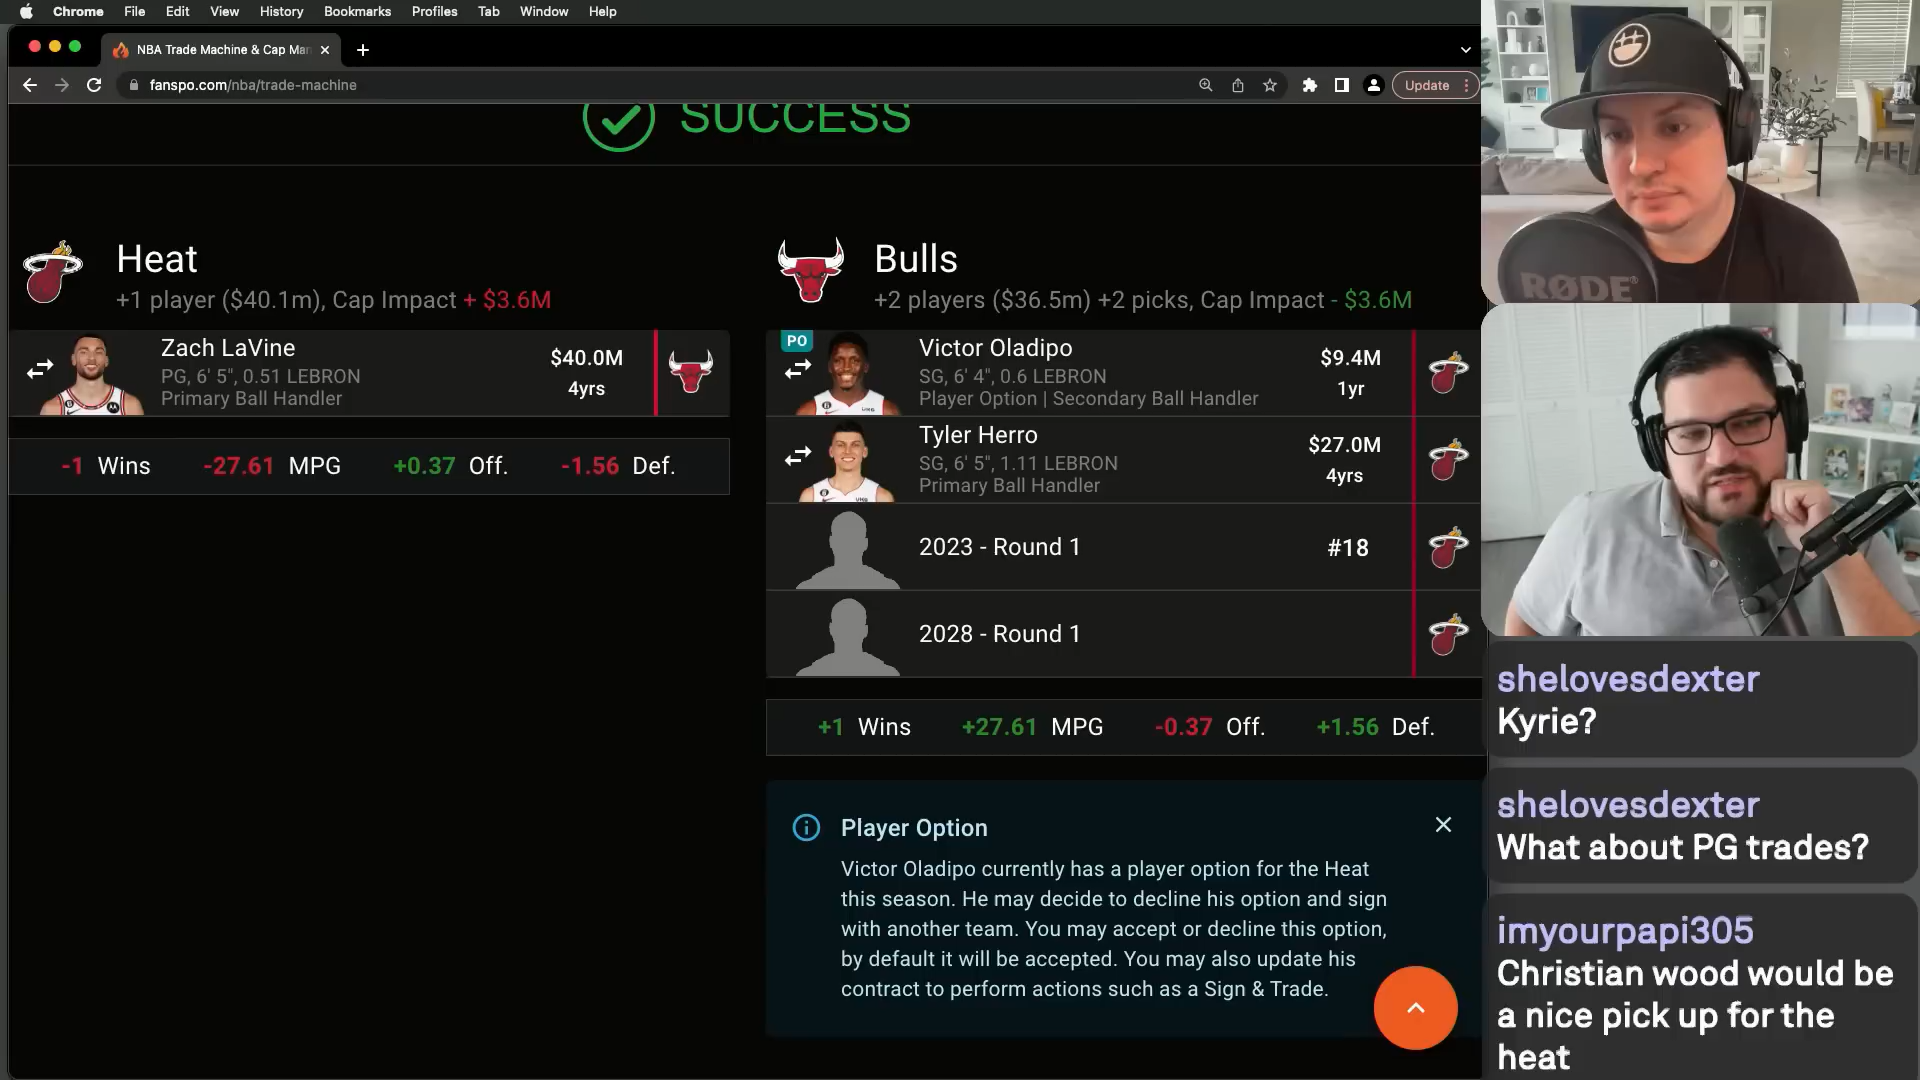 Chrome File Edit View History Bookmarks Profiles Tab Window Help
NBA Trade Machine & Cap Man
fanspo.com/nba/trade-machine
Update
SUCCESS
Heat
+1 player ($40.1m), Cap Impact + $3.6M
Zach LaVine
PG, 6' 5", 0.51 LEBRON
Primary Ball Handler
$40.0M
4yrs
-1 Wins -27.61 MPG +0.37 Off. -1.56 Def.
Bulls
+2 players ($36.5m) +2 picks, Cap Impact - $3.6M
PO
Victor Oladipo
SG, 6' 4", 0.6 LEBRON
Player Option | Secondary Ball Handler
$9.4M
1yr
Tyler Herro
SG, 6' 5", 1.11 LEBRON
Primary Ball Handler
$27.0M
4yrs
2023 - Round 1 #18
2028 - Round 1
+1 Wins +27.61 MPG -0.37 Off. +1.56 Def.
Player Option
Victor Oladipo currently has a player option for the Heat
this season. He may decide to decline his option and sign
with another team. You may accept or decline this option,
by default it will be accepted. You may also update his
contract to perform actions such as a Sign & Trade.
RØDE
shelovesdexter
Kyrie?
shelovesdexter
What about PG trades?
imyourpapi305
Christian wood would be
a nice pick up for the
heat